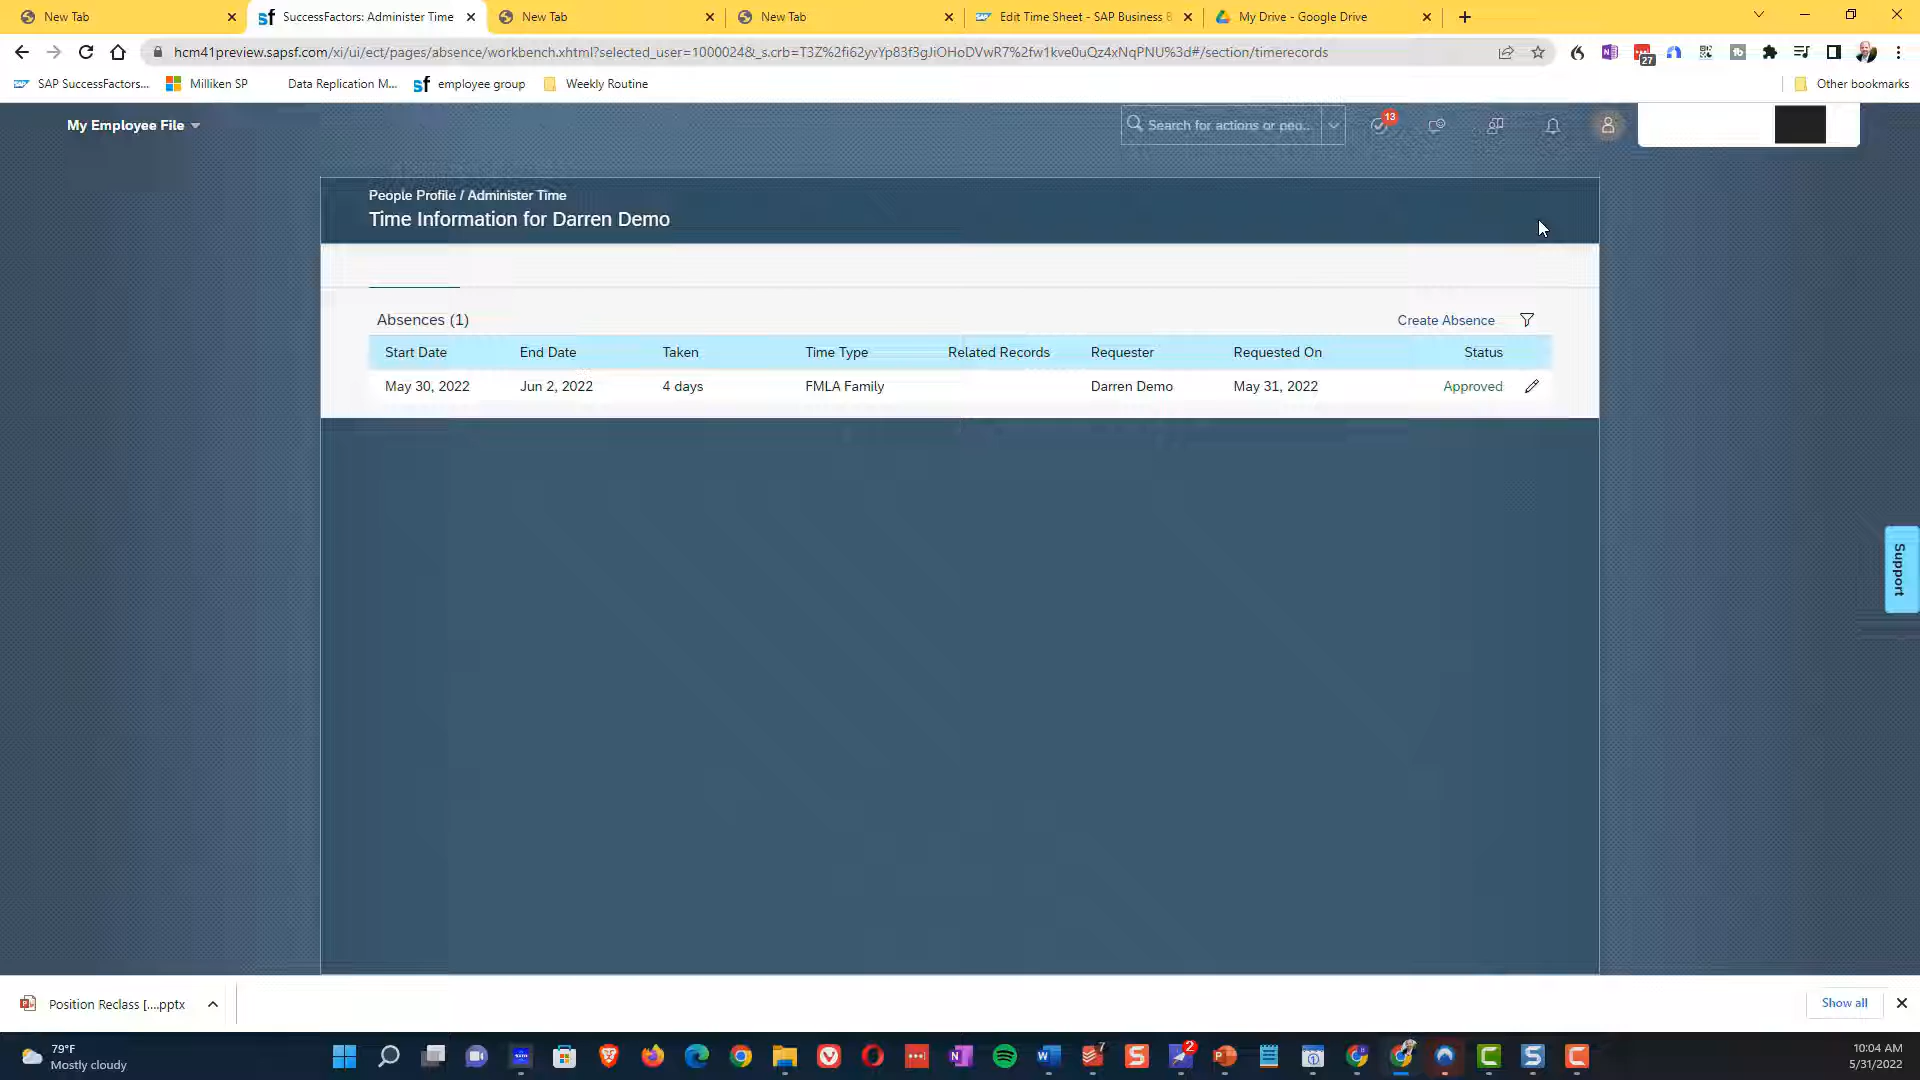 New Tab
SuccessFactors: Administer Time
New Tab
New Tab
Edit Time Sheet - SAP Business
My Drive - Google Drive
hcm41preview.sapsf.com/xi/ui/ect/pages/absence/workbench.xhtml?selected_user=1000024&_s.crb=T3Z%2fi62yvYp83f3gJiOHoDVwR7%2fw1kve0uQz4xNqPNU%3d#/section/timerecords
27
SAP SuccessFactors...
Milliken SP
Data Replication M...
employee group
Weekly Routine
Other bookmarks
My Employee File
Search for actions or peo...
13
People Profile / Administer Time
Time Information for Darren Demo
Absences (1)
Create Absence
Start Date End Date Taken Time Type Related Records Requester Requested On Status
May 30, 2022 Jun 2, 2022 4 days FMLA Family Darren Demo May 31, 2022 Approved
Support
Position Reclass [....pptx
Show all
79°F
Mostly cloudy
7
2
10:04 AM
5/31/2022